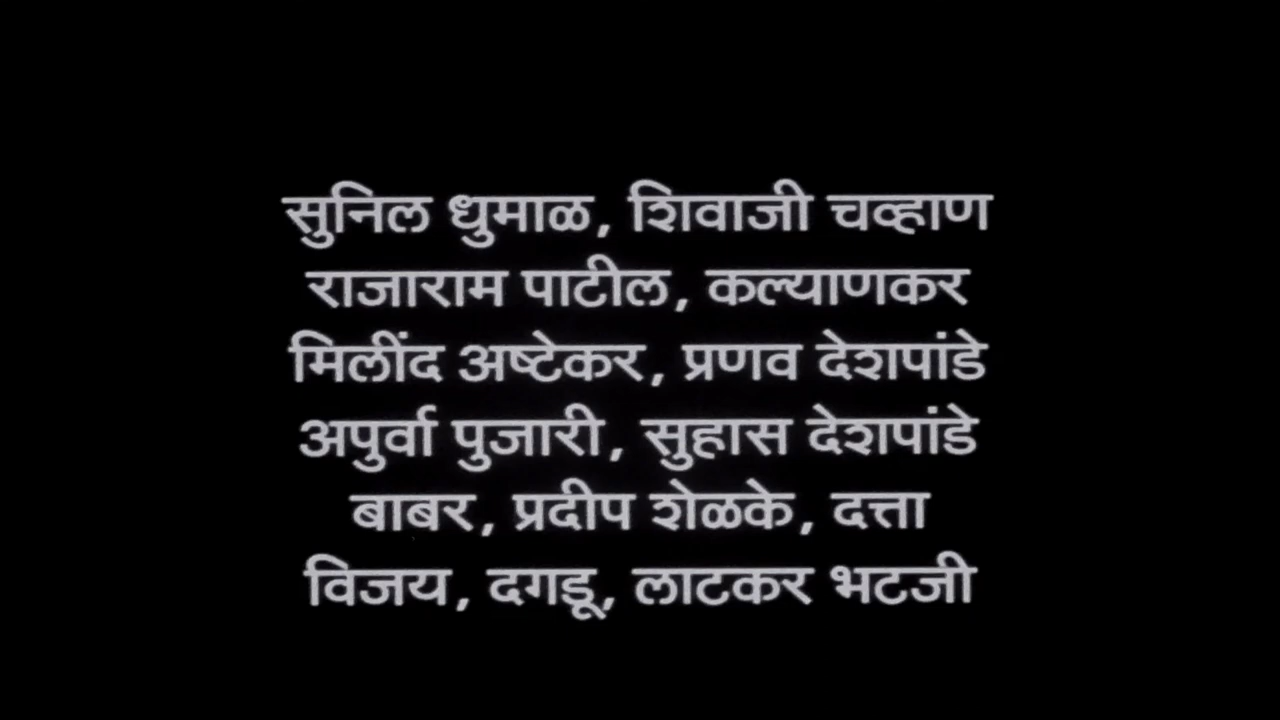 सुनिल धुमाळ, शिवाजी चव्हाण
राजाराम पाटील, कल्याणकर
मिलींद अष्टेकर, प्रणव देशपांडे
अपुर्वा पुजारी, सुहास देशपांडे
बाबर, प्रदीप शेळके, दत्ता
विजय, दगडू, लाटकर भटजी